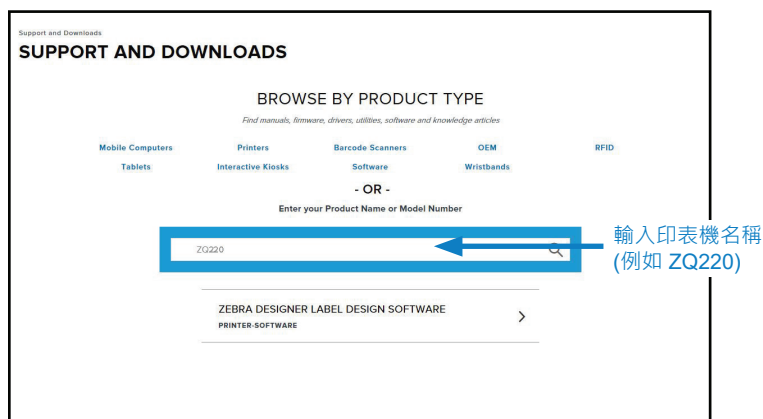 Support and Downloads
SUPPORT AND DOWNLOADS
BROWSE BY PRODUCT TYPE
Find manuals, firmware, drivers, utilities, software and knowledge articles
Mobile Computers Printers Barcode Scanners OEM RFID
Tablets Interactive Kiosks Software Wristbands
- OR -
Enter your Product Name or Model Number
ZQ220
輸入印表機名稱
(例如 ZQ220)
ZEBRA DESIGNER LABEL DESIGN SOFTWARE
PRINTER-SOFTWARE